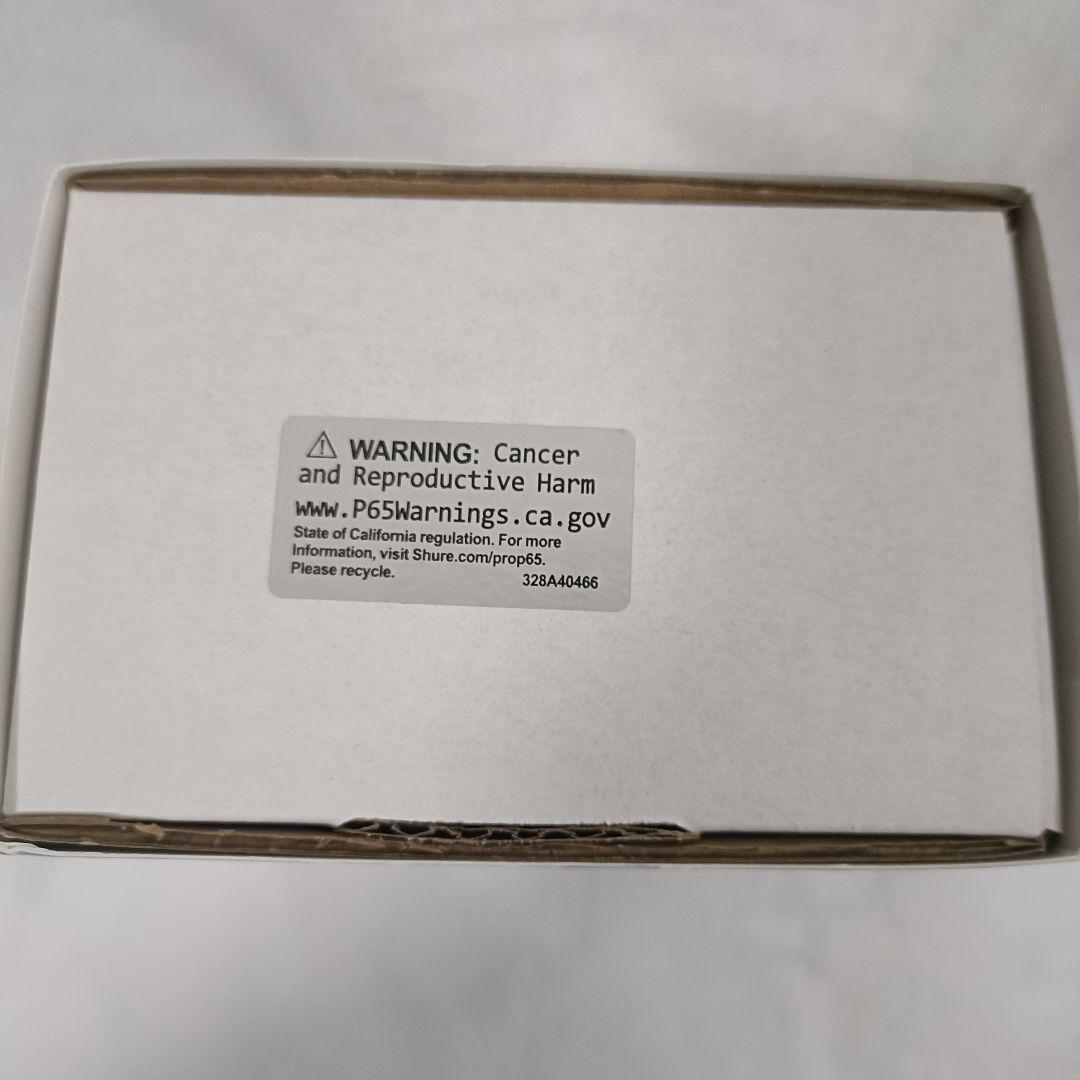 ⚠ WARNING: Cancer
and Reproductive Harm
www.P65Warnings.ca.gov
State of California regulation. For more
Information, visit Shure.com/prop65.
Please recycle. 328A40466